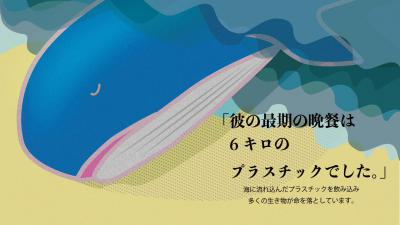 「彼の最期の晩餐は
６キロの
プラスチックでした。」
海に流れ込んだプラスチックを飲み込み
多くの生き物が命を落としています。